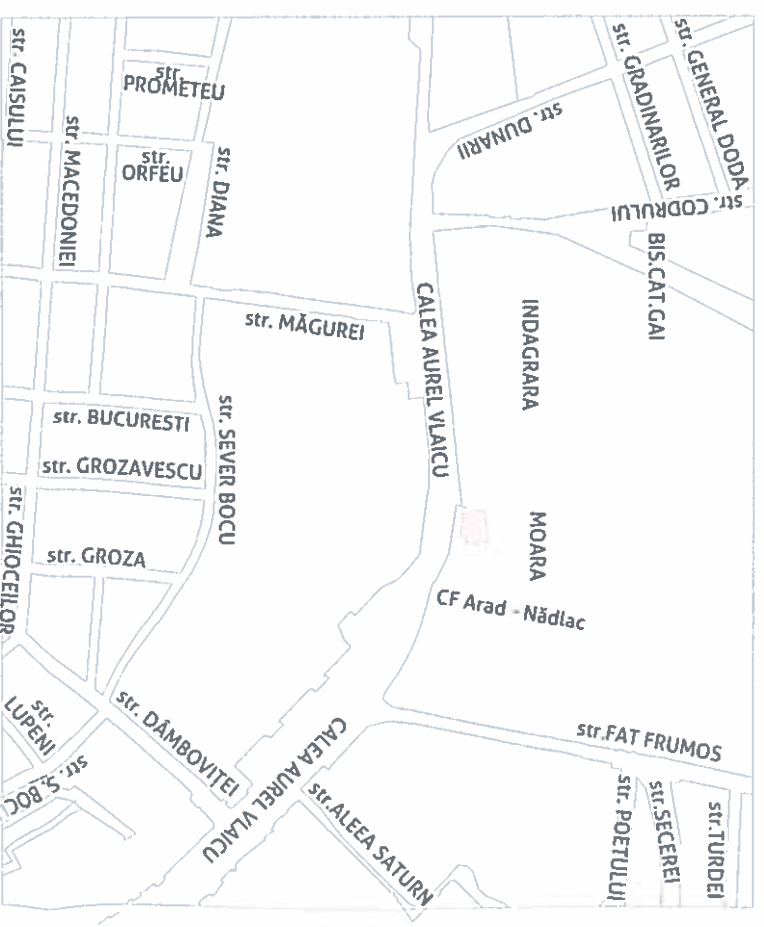 str. CAISULUI
str. MACEDONIEI
str.
PROMETEU
str.
ORFEU
str. DIANA
str. DUNARII
str. GRADINARILOR
str. GENERAL DODA
str. CODRULUI
BIS.CAT.GAI
str. MĂGUREI
CALEA AUREL VLAICU
INDAGRARA
str. BUCURESTI
str. SEVER BOCU
str. GROZAVESCU
str. GHIOCEILOR
str. GROZA
MOARA
CF Arad - Nădlac
str.
LUPENI
str. S. BOCU
str. DÂMBOVIȚEI
CALEA AUREL VLAICU
str.ALEEA SATURN
str.FAT FRUMOS
str. POETULUI
str.SECEREI
str.TURDEI